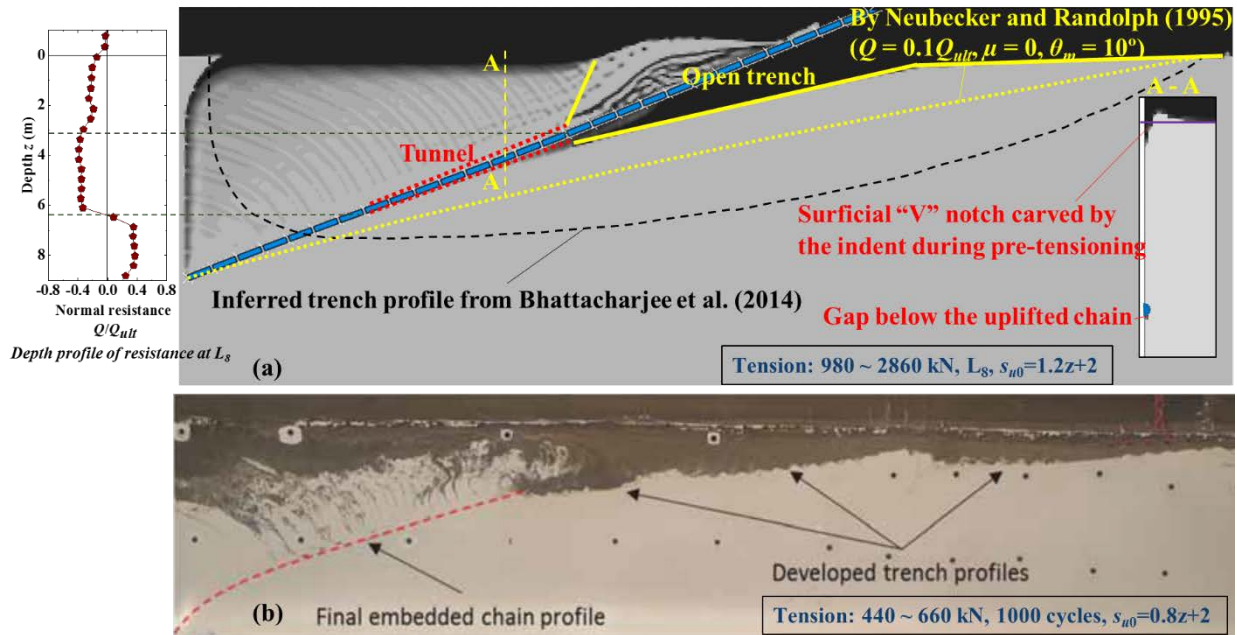 By Neubecker and Randolph (1995)
(Q = 0.1Qult, μ = 0, θm = 10º)
A
Open trench
A - A
0
2
4
6
8
Depth z (m)
Tunnel
A
Surficial “V” notch carved by
the indent during pre-tensioning
-0.8 -0.4 0.0 0.4 0.8
Normal resistance
Q/Qult
Depth profile of resistance at L8
Inferred trench profile from Bhattacharjee et al. (2014)
Gap below the uplifted chain
(a)
Tension: 980 ~ 2860 kN, L8, su0=1.2z+2
Final embedded chain profile
Developed trench profiles
(b)
Tension: 440 ~ 660 kN, 1000 cycles, su0=0.8z+2